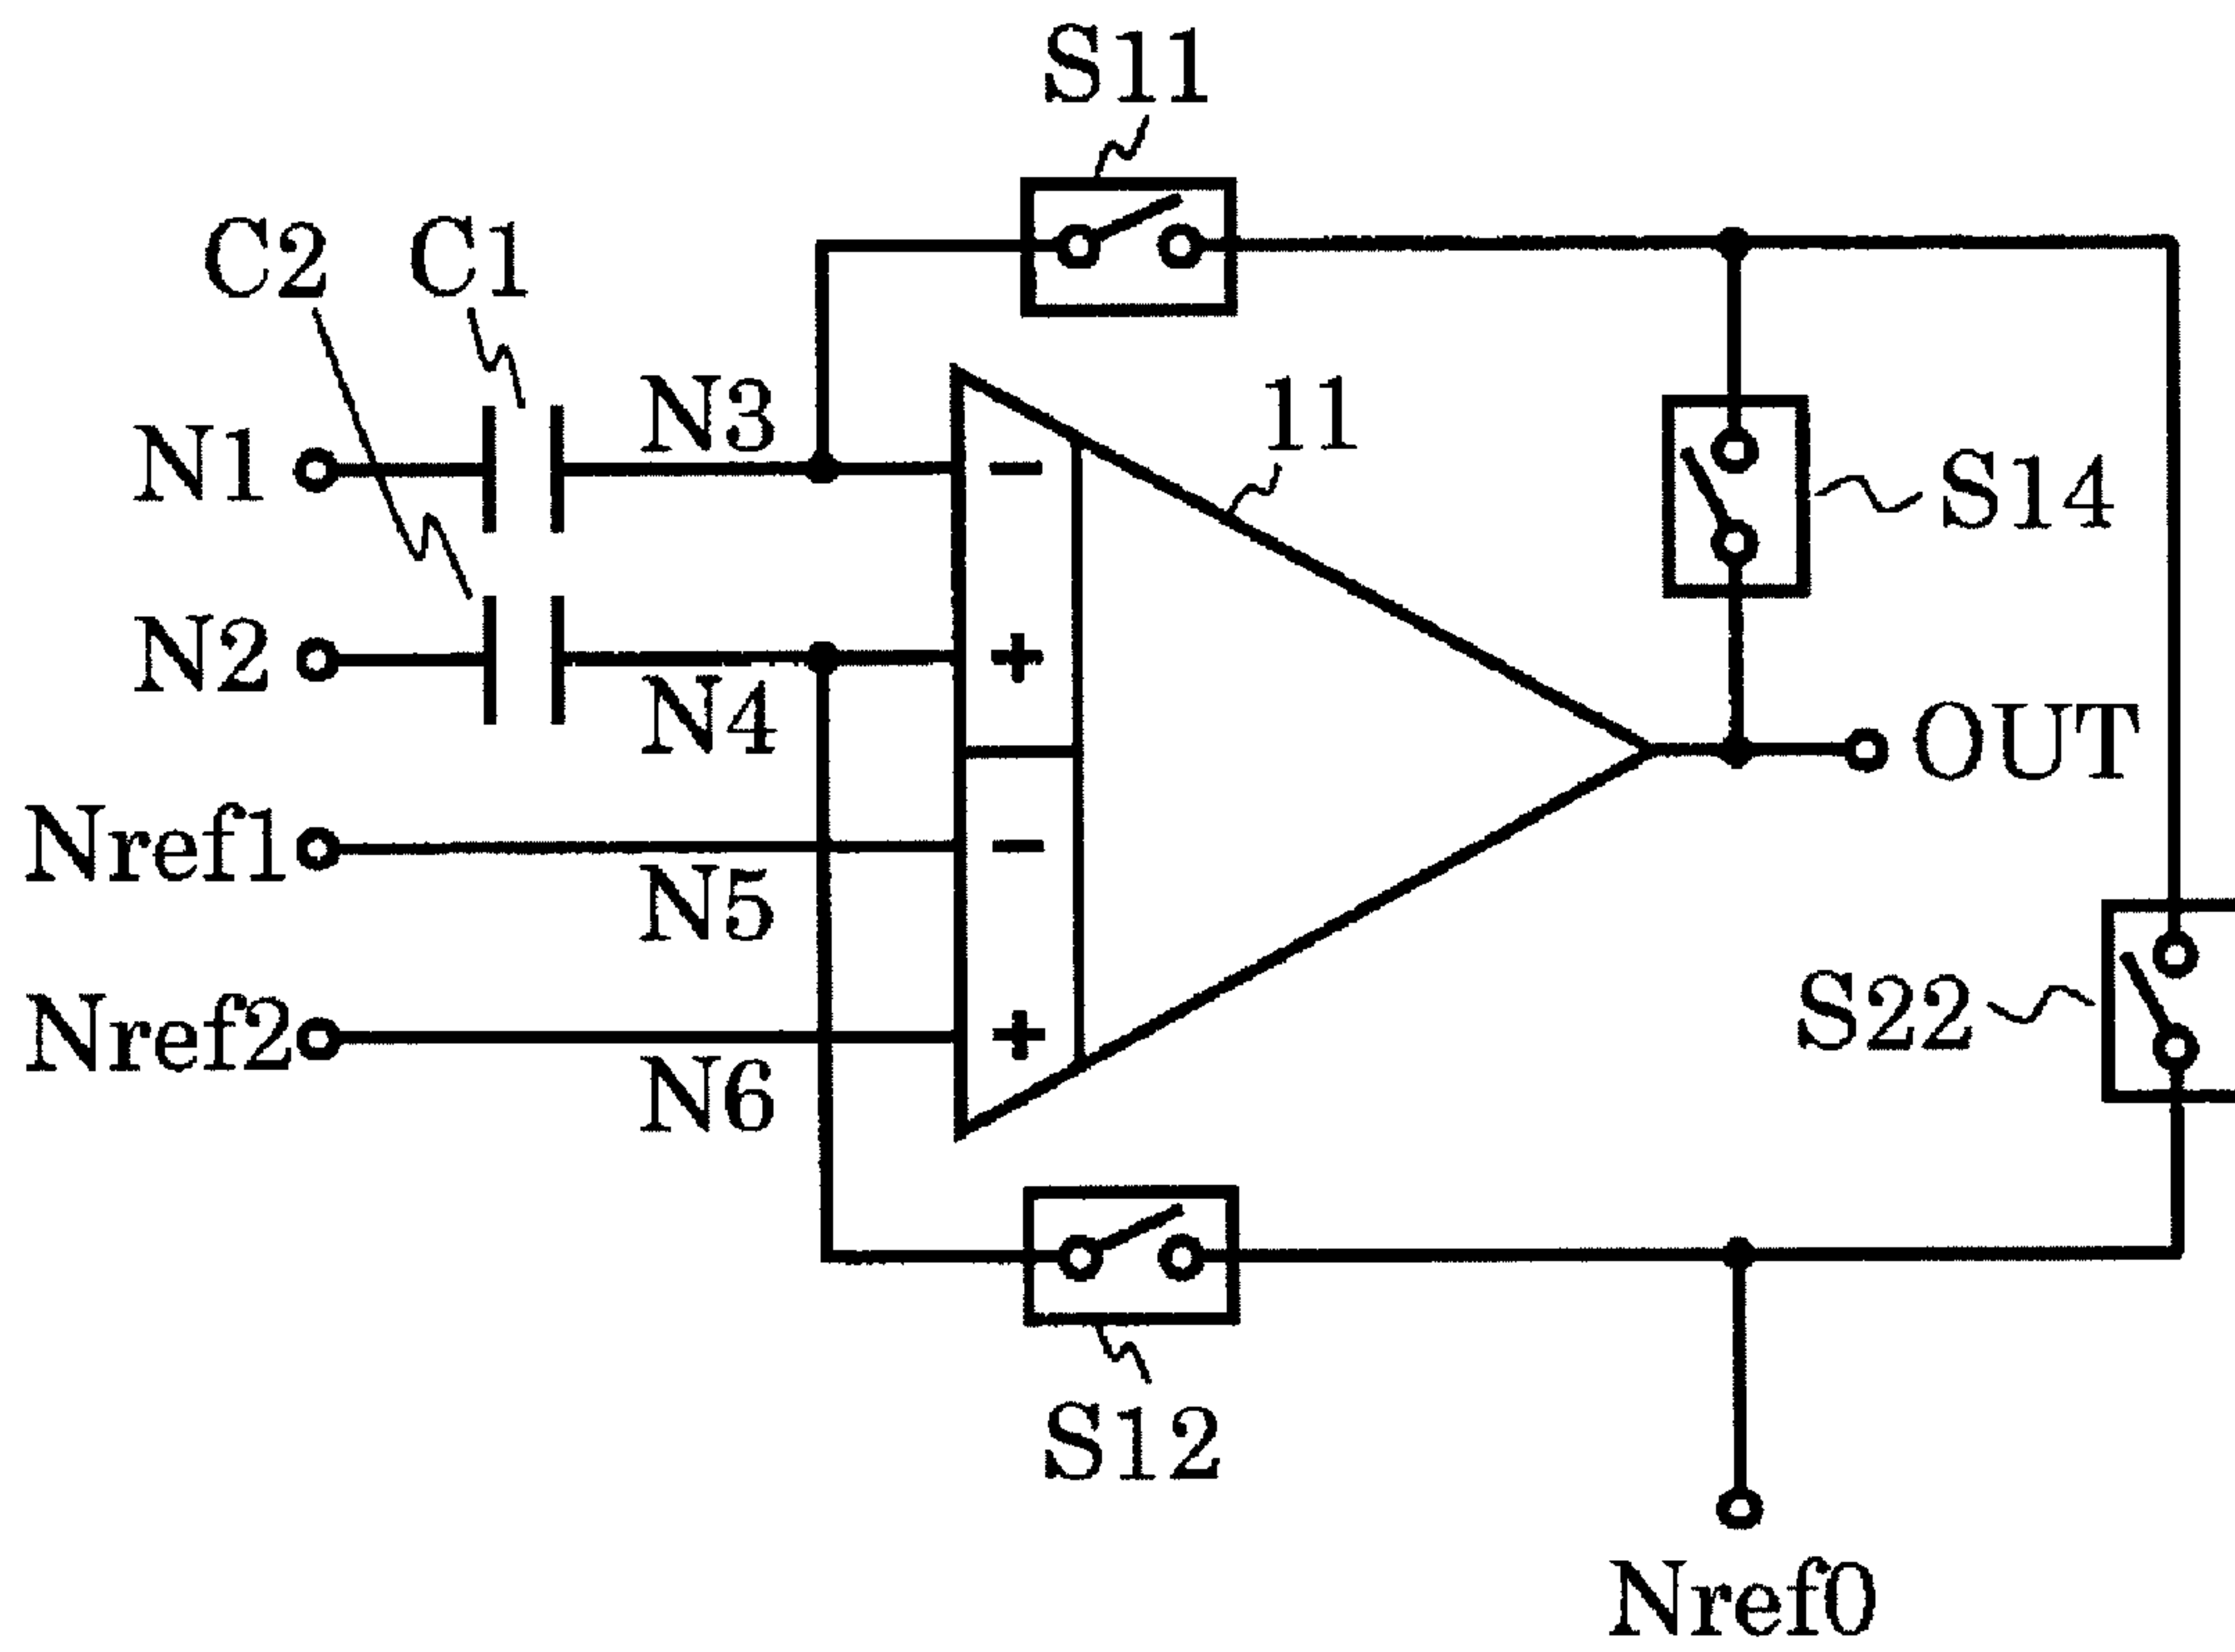 S11
C2
C1
N3
11
N1
S14
N2
N4
OUT
Nref1
N5
S22
Nref2
N6
S12
Nref0